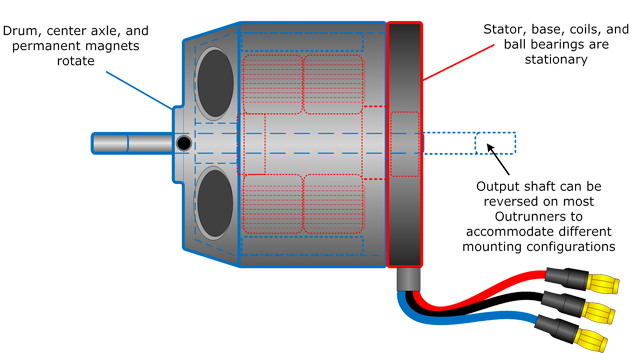 Drum, center axle, and
permanent magnets
rotate
Stator, base, coils, and
ball bearings are
stationary
Output shaft can be
reversed on most
Outrunners to
accommodate different
mounting configurations